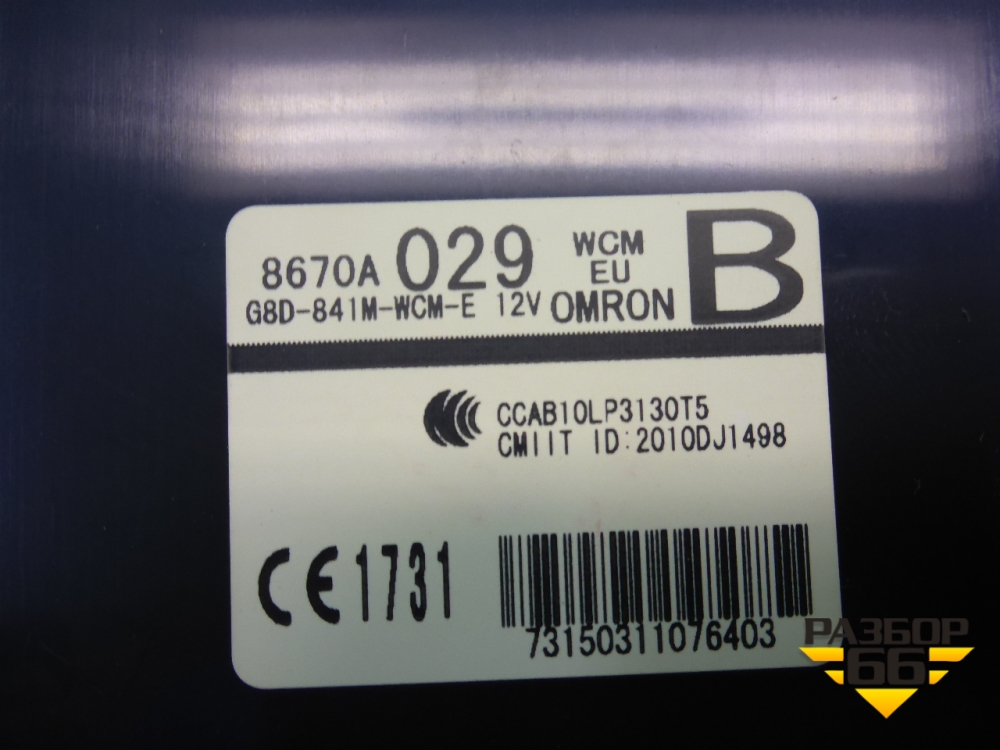 8670A 029 WCM B
EU
G8D-841M-WCM-E 12V OMRON
CCAB10LP3130T5
CMIIT ID:2010DJ1498
CE1731
73150311076403
РАЗБОР
66